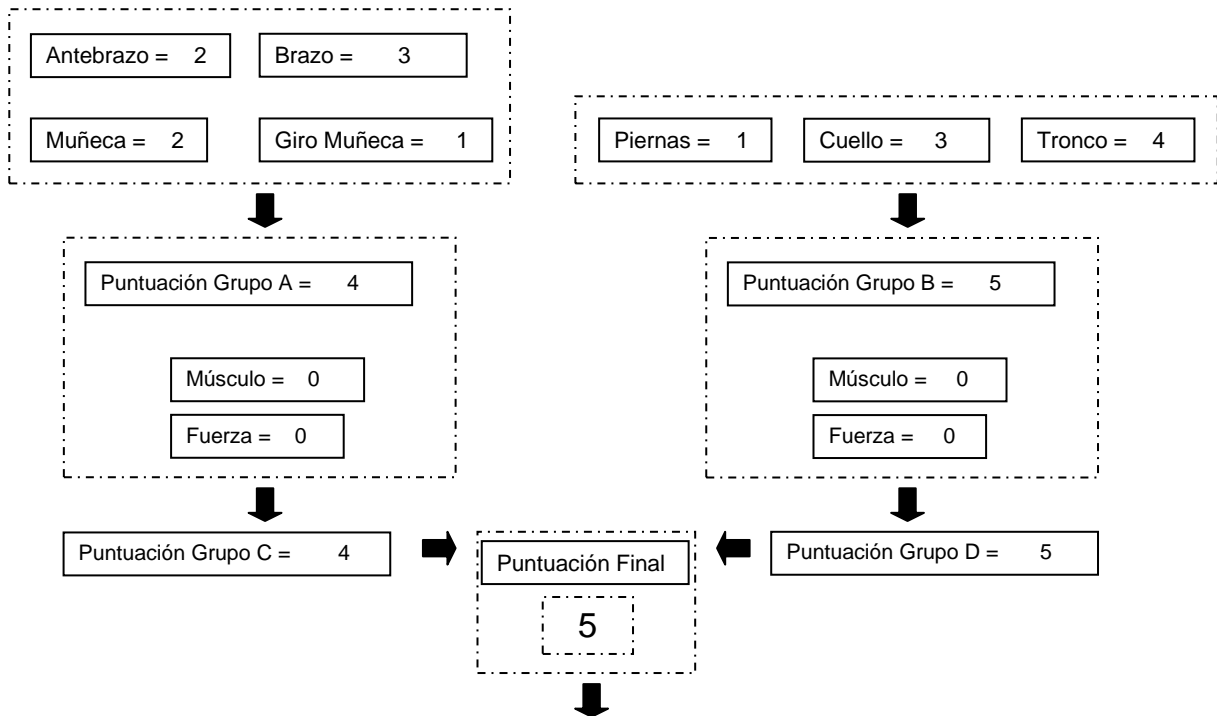 Antebrazo = 2
Brazo = 3
Muñeca = 2
Giro Muñeca = 1
Piernas = 1
Cuello = 3
Tronco = 4
Puntuación Grupo A = 4
Músculo = 0
Fuerza = 0
Puntuación Grupo B = 5
Músculo = 0
Fuerza = 0
Puntuación Grupo C = 4
Puntuación Final
5
Puntuación Grupo D = 5